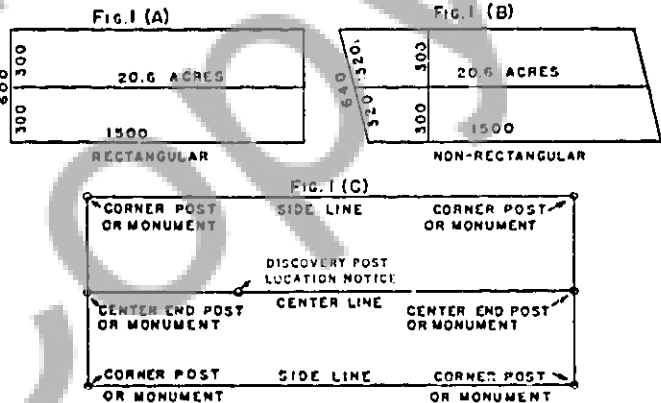 FIG.1 (A)
600
300
300
20.6 ACRES
1500
RECTANGULAR
FIG.1 (B)
640
320
320
300
300
20.6 ACRES
1500
NON-RECTANGULAR
FIG.1 (C)
CORNER POST
OR MONUMENT
SIDE LINE
CORNER POST
OR MONUMENT
DISCOVERY POST
LOCATION NOTICE
CENTER END POST
OR MONUMENT
CENTER LINE
CENTER END POST
OR MONUMENT
CORNER POST
OR MONUMENT
SIDE LINE
CORNER POST
OR MONUMENT